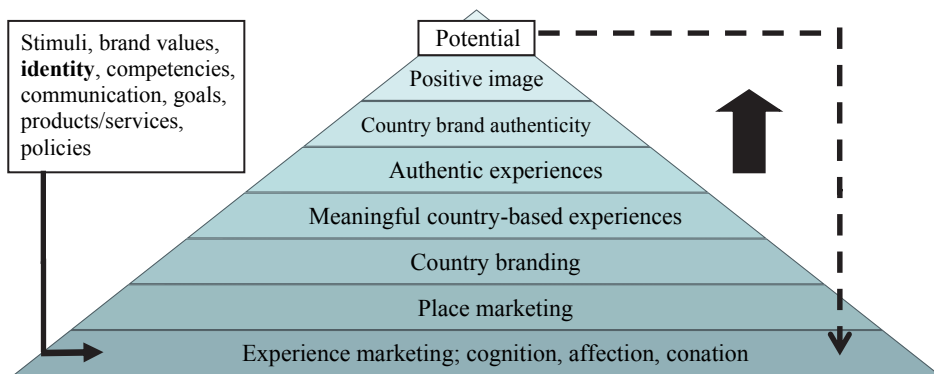 Stimuli, brand values,
identity, competencies,
communication, goals,
products/services,
policies
Potential
Positive image
Country brand authenticity
Authentic experiences
Meaningful country-based experiences
Country branding
Place marketing
Experience marketing; cognition, affection, conation